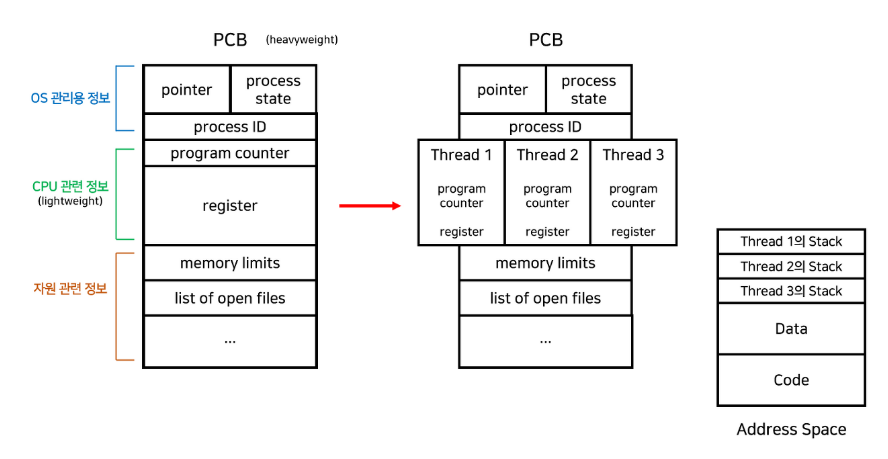 PCB (heavyweight)
OS 관리용 정보
pointer
process
state
process ID
CPU 관련 정보
(lightweight)
program counter
register
자원 관련 정보
memory limits
list of open files
...
PCB
pointer
process
state
process ID
Thread 1
program
counter
register
Thread 2
program
counter
register
Thread 3
program
counter
register
memory limits
list of open files
...
Thread 1의 Stack
Thread 2의 Stack
Thread 3의 Stack
Data
Code
Address Space